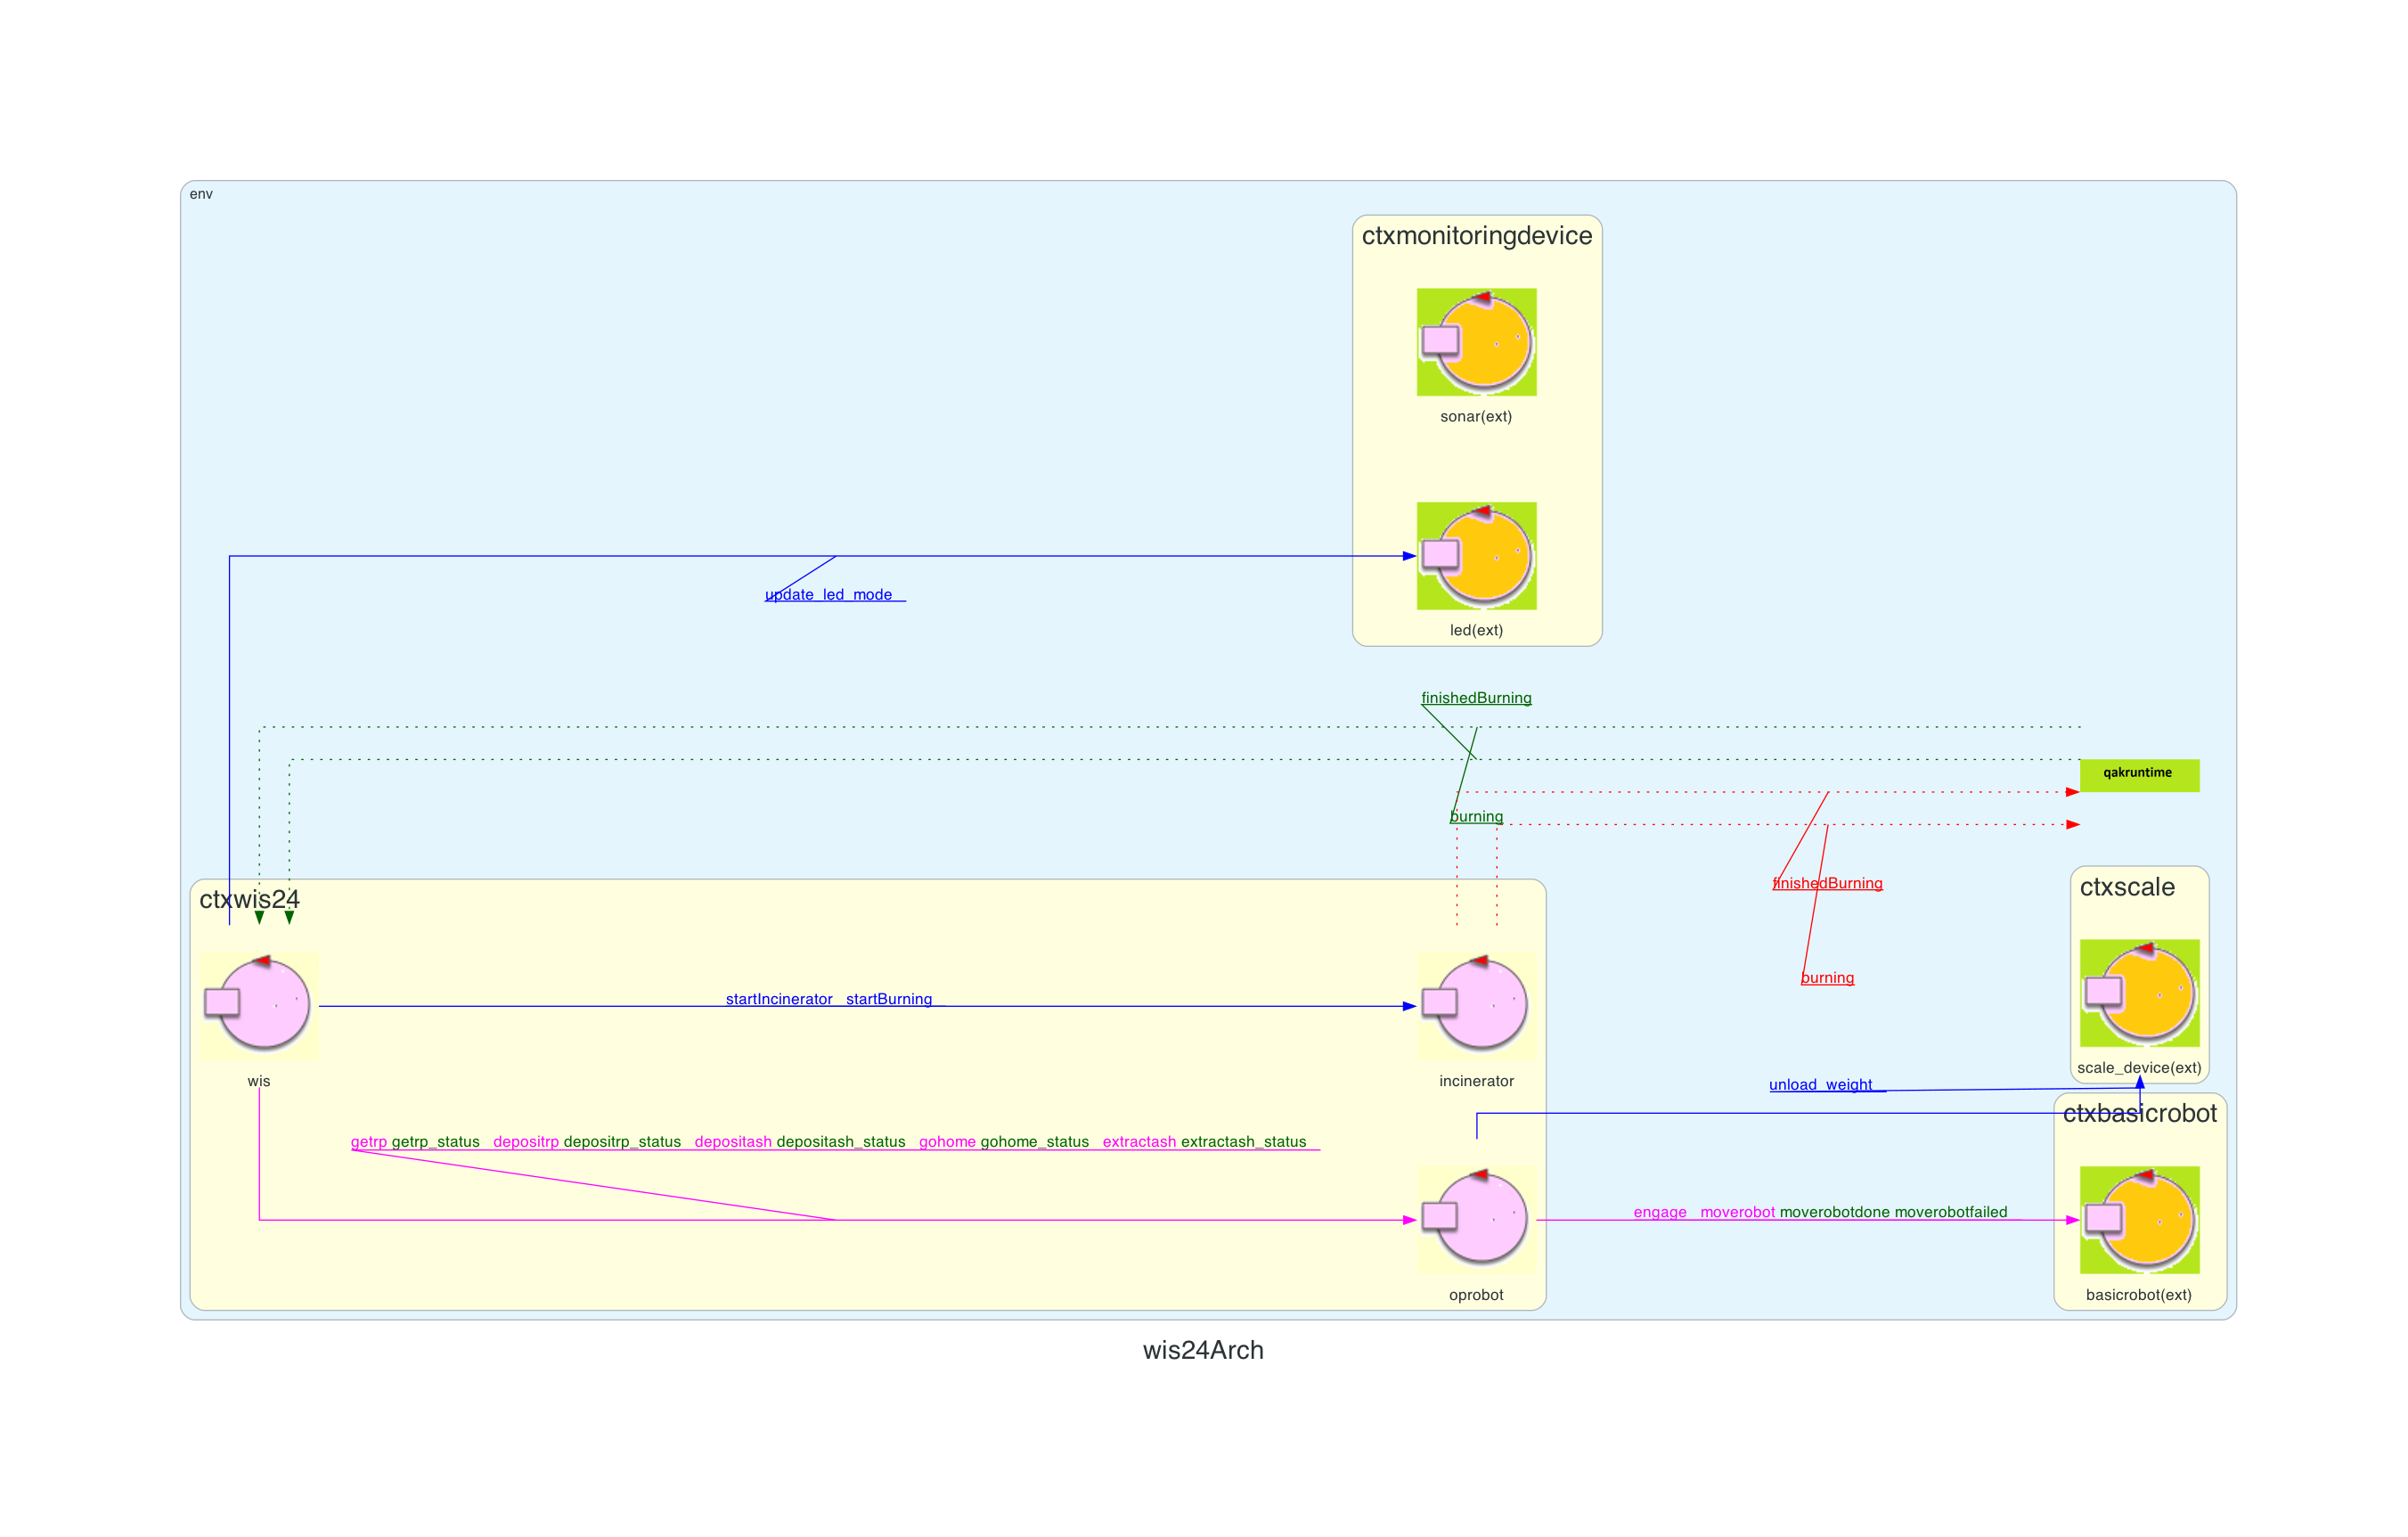 env
ctxmonitoringdevice
sonar(ext)
update_led_mode
led(ext)
finishedBurning
qakruntime
burning
finishedBurning
ctxwis24
ctxscale
burning
startIncinerator startBurning
wis
incinerator
scale_device(ext)
unload_weight
ctxbasicrobot
getrp getrp_status depositrp depositrp_status depositash depositash_status gohome gohome_status extractash extractash_status
engage moverobot moverobotdone moverobotfailed
oprobot
basicrobot(ext)
wis24Arch